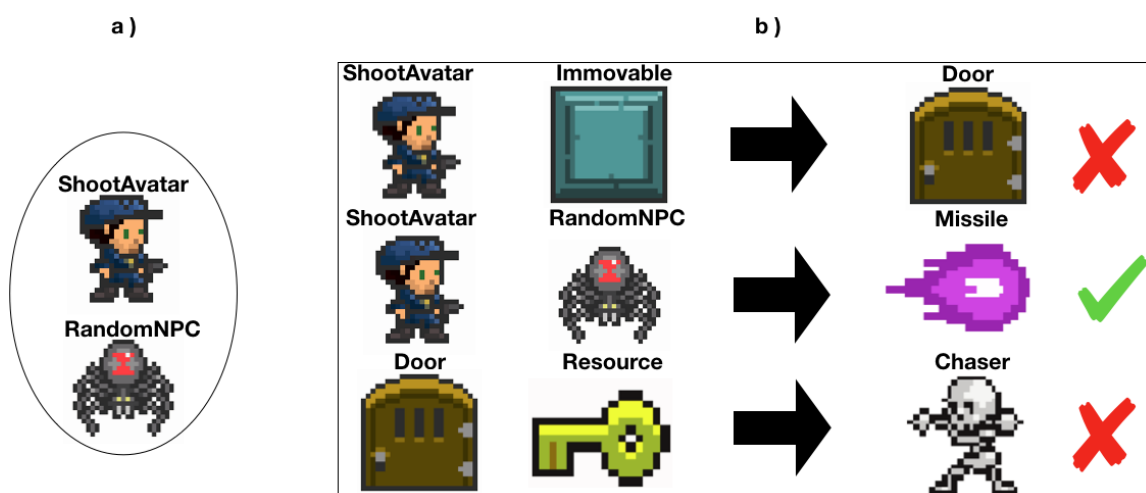 a )
b )
ShootAvatar
RandomNPC
ShootAvatar Immovable Door
ShootAvatar RandomNPC Missile
Door Resource Chaser